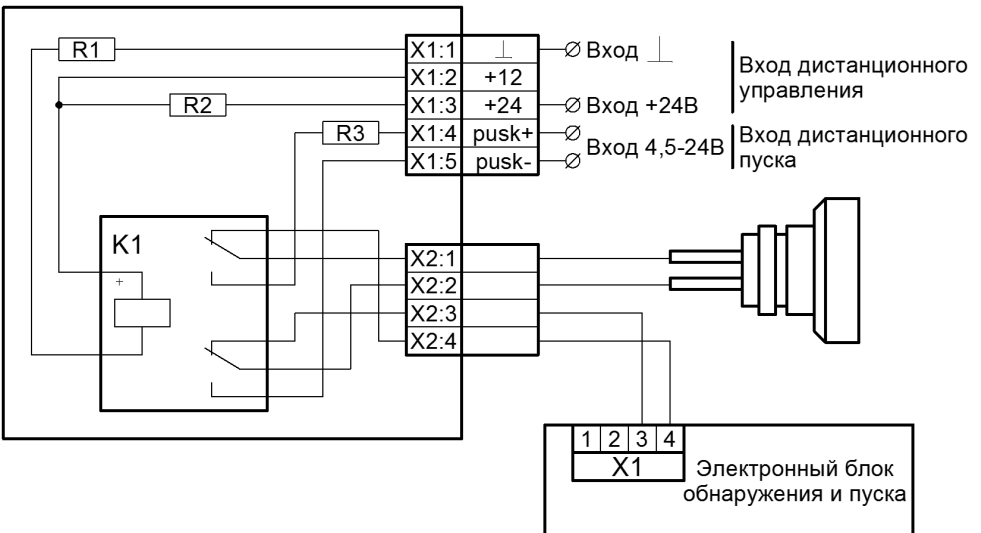 R1
X1:1 ⊥
Вход ⊥
X1:2 +12
R2
X1:3 +24
Вход +24В
Вход дистанционного
управления
R3
X1:4 pusk+
X1:5 pusk-
Вход 4,5-24В
Вход дистанционного
пуска
K1
+
X2:1
X2:2
X2:3
X2:4
1 2 3 4
X1
Электронный блок
обнаружения и пуска